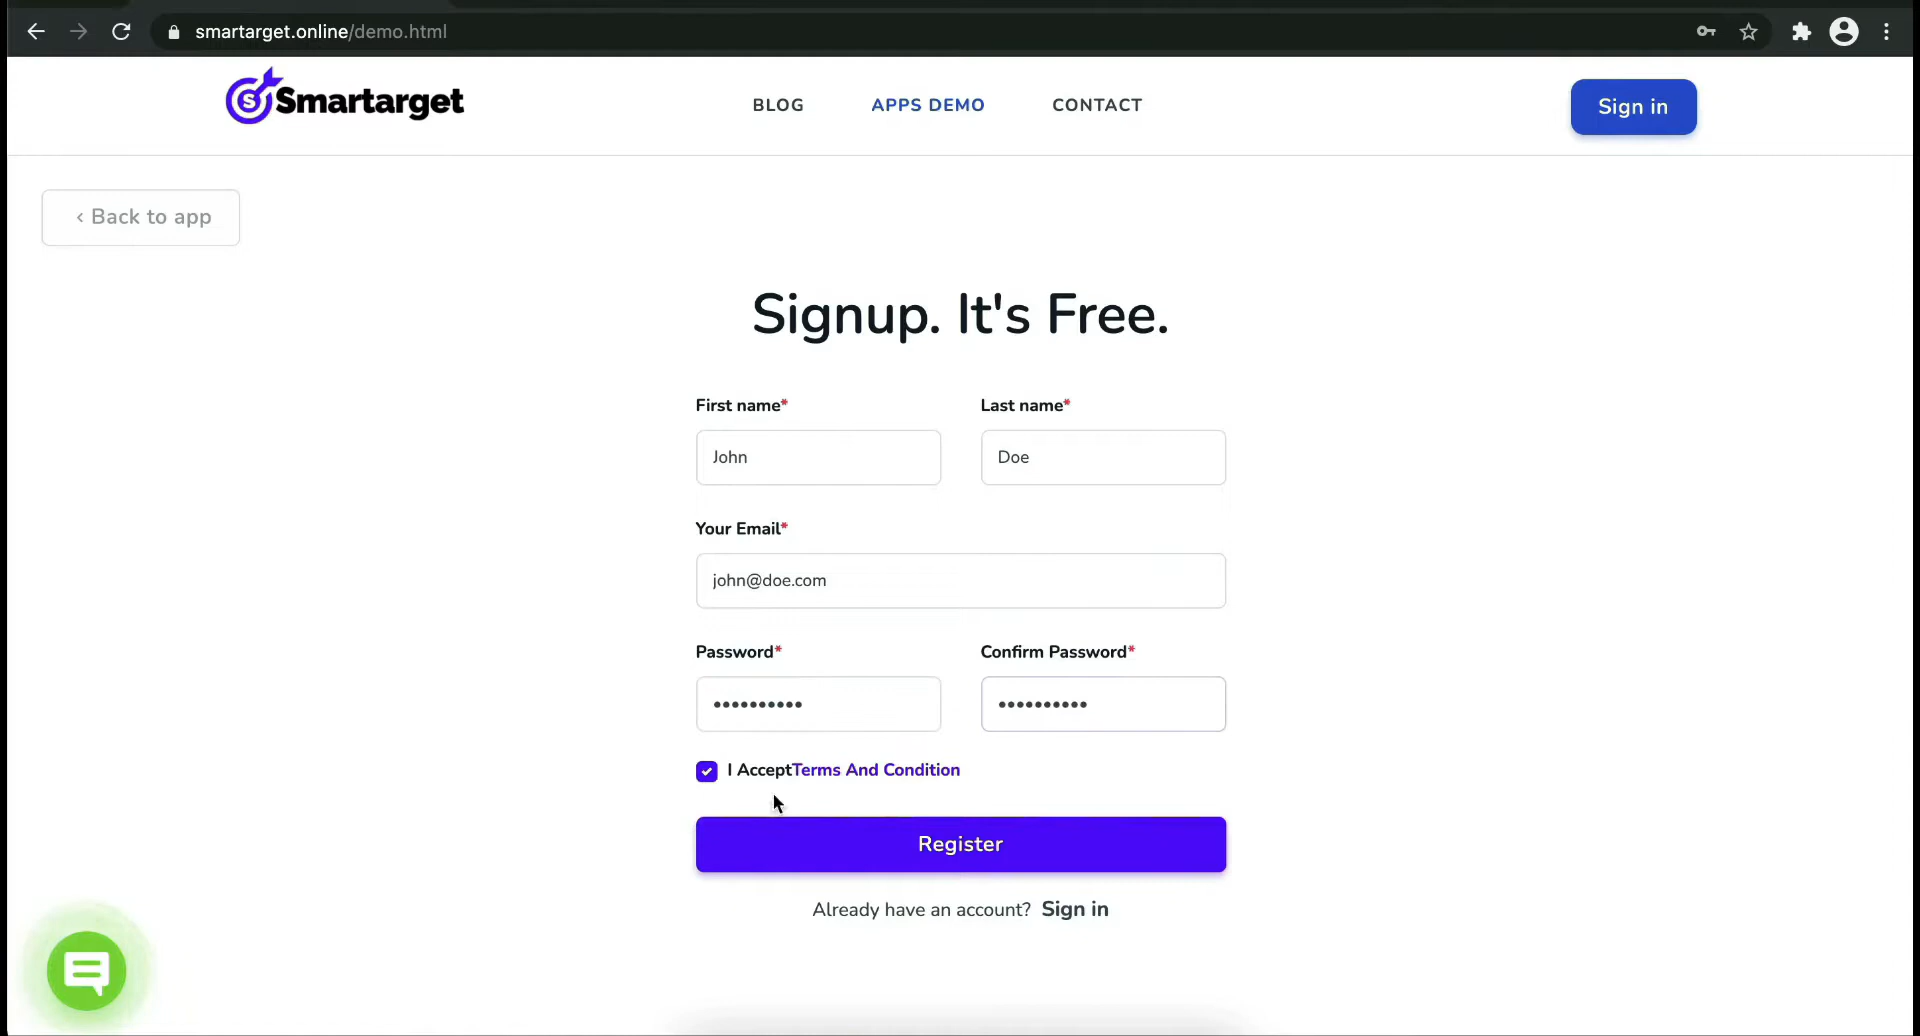 smartarget.online/demo.html
Smartarget
BLOG
APPS DEMO
CONTACT
Sign in
‹ Back to app
Signup. It's Free.
First name*
Last name*
John
Doe
Your Email*
john@doe.com
Password*
Confirm Password*
••••••••••
••••••••••
I AcceptTerms And Condition
Register
Already have an account? Sign in